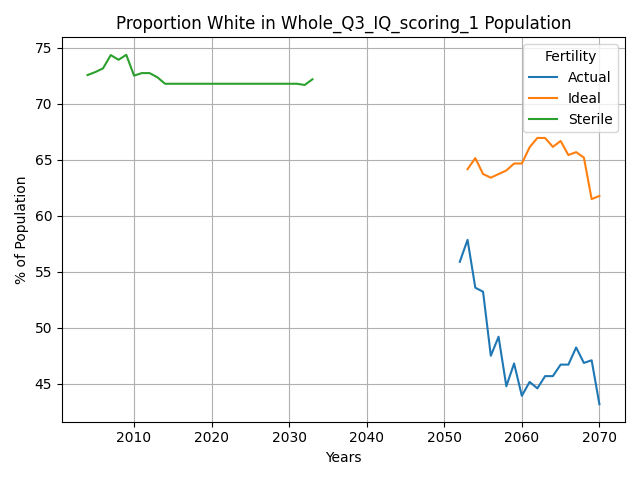 Proportion White in Whole_Q3_IQ_scoring_1 Population
75
70
65
60
55
50
45
% of Population
Fertility
Actual
Ideal
Sterile
2010 2020 2030 2040 2050 2060 2070
Years